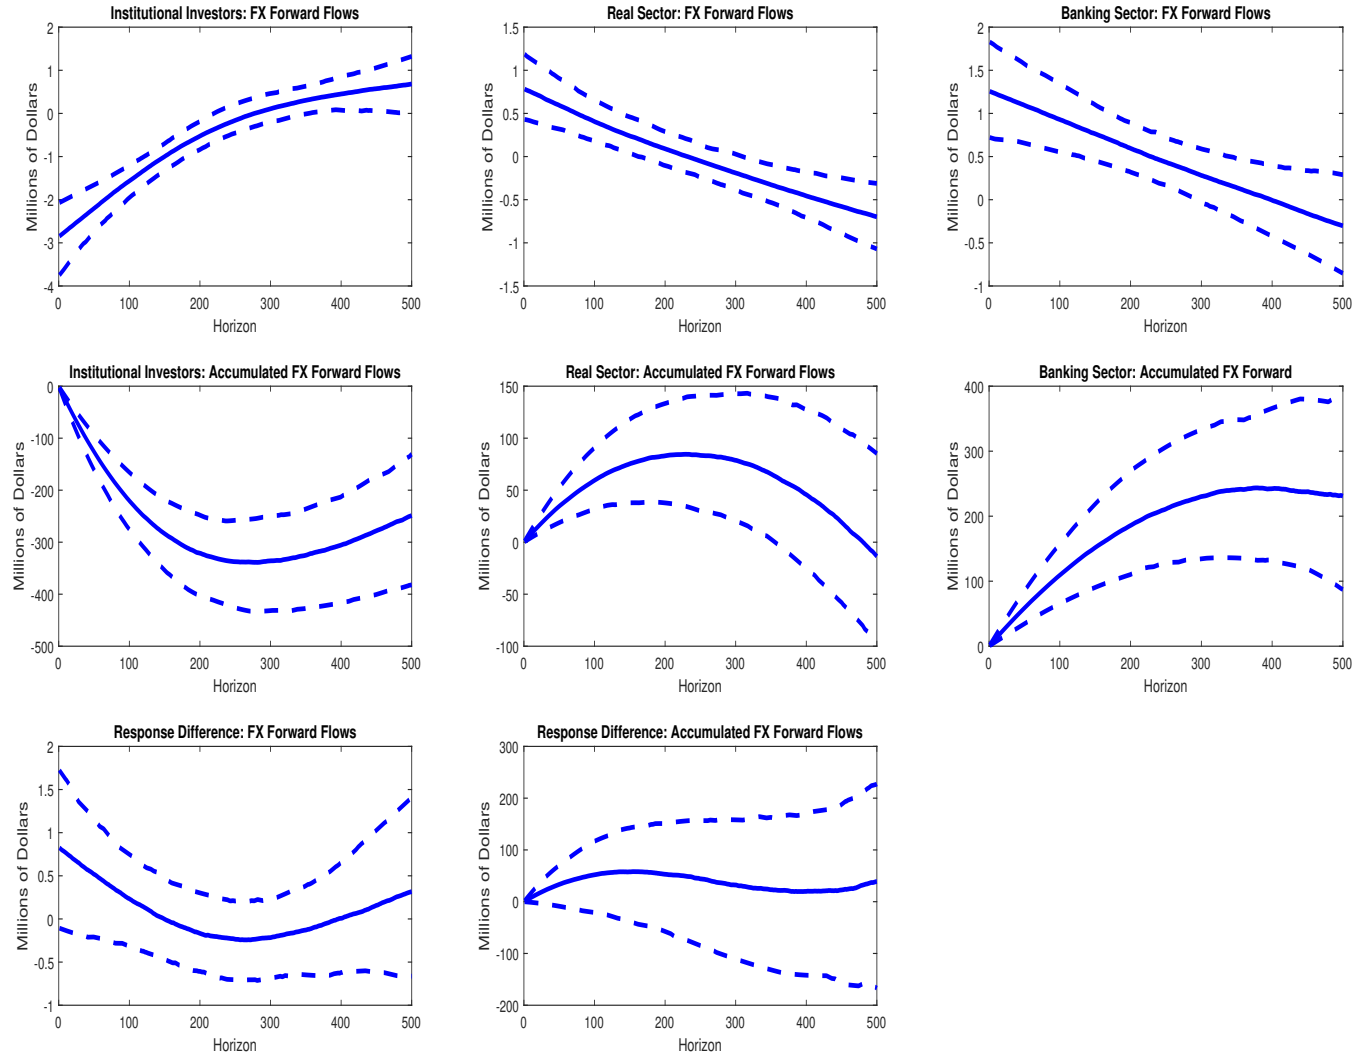 Institutional Investors: FX Forward Flows
Real Sector: FX Forward Flows
Banking Sector: FX Forward Flows
Millions of Dollars
2
1
0
-1
-2
-3
-4
0 100 200 300 400 500
Horizon
Millions of Dollars
1.5
1
0.5
0
-0.5
-1
-1.5
0 100 200 300 400 500
Horizon
Millions of Dollars
2
1.5
1
0.5
0
-0.5
-1
0 100 200 300 400 500
Horizon
Institutional Investors: Accumulated FX Forward Flows
Real Sector: Accumulated FX Forward Flows
Banking Sector: Accumulated FX Forward
Millions of Dollars
0
-100
-200
-300
-400
-500
0 100 200 300 400 500
Horizon
Millions of Dollars
150
100
50
0
-50
-100
0 100 200 300 400 500
Horizon
Millions of Dollars
400
300
200
100
0
0 100 200 300 400 500
Horizon
Response Difference: FX Forward Flows
Response Difference: Accumulated FX Forward Flows
Millions of Dollars
2
1.5
1
0.5
0
-0.5
-1
0 100 200 300 400 500
Horizon
Millions of Dollars
300
200
100
0
-100
-200
0 100 200 300 400 500
Horizon